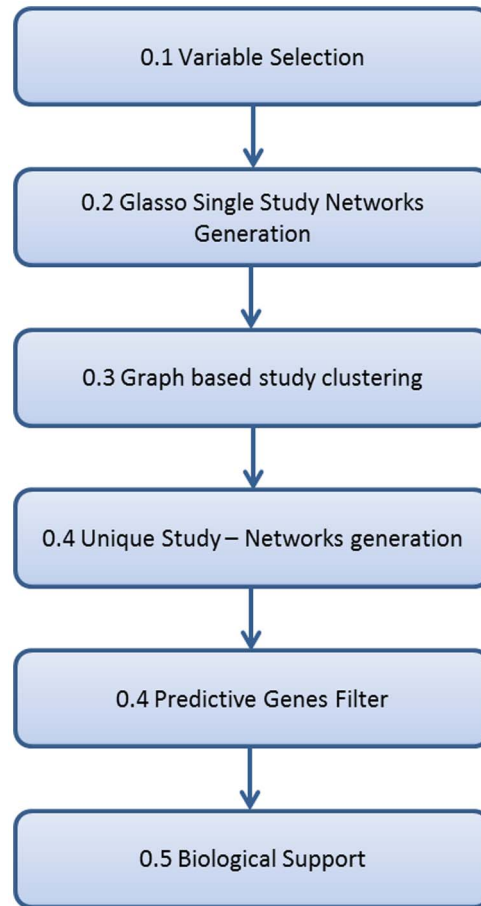 0.1 Variable Selection
0.2 Glasso Single Study Networks
Generation
0.3 Graph based study clustering
0.4 Unique Study – Networks generation
0.4 Predictive Genes Filter
0.5 Biological Support